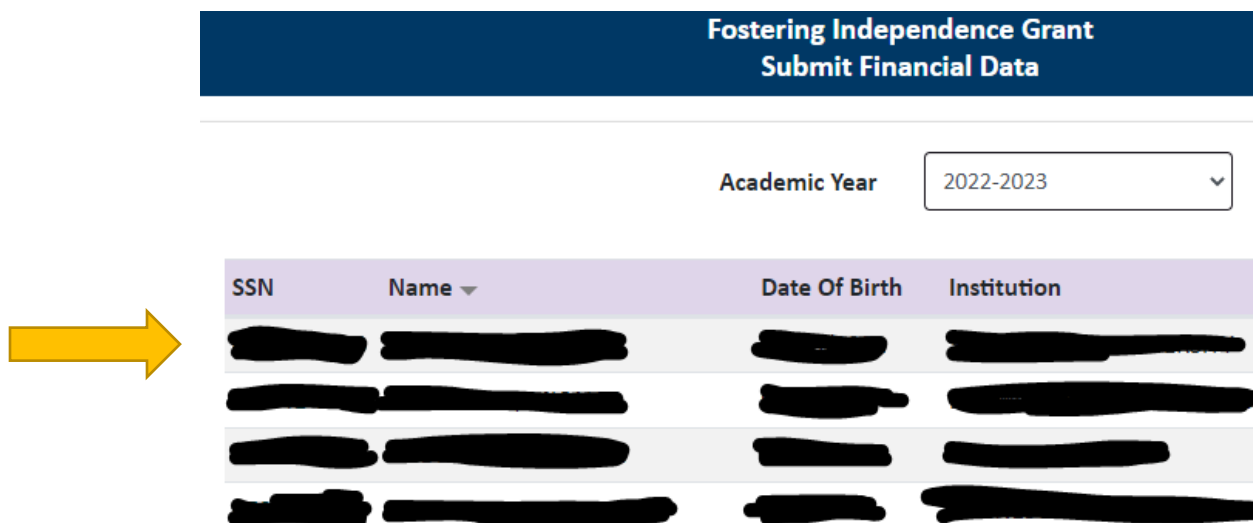 Fostering Independence Grant
Submit Financial Data
Academic Year 2022-2023
SSN Name Date Of Birth Institution